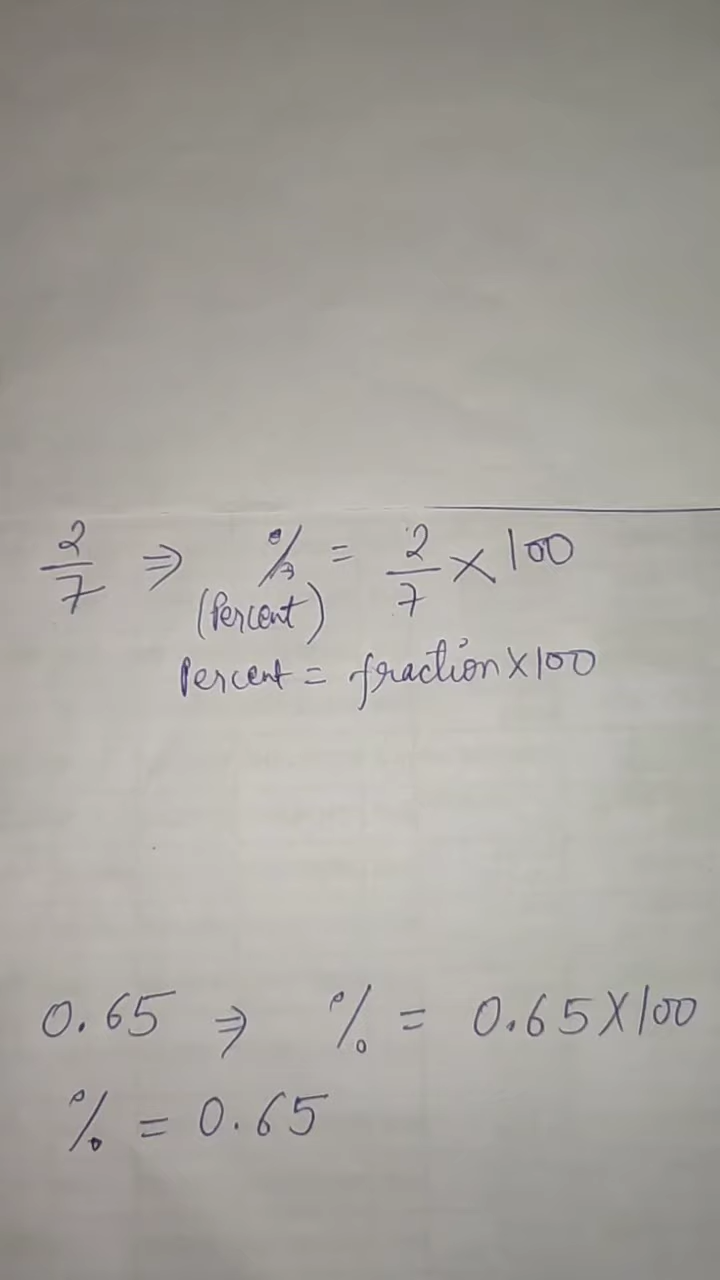 2/7 ⇒ % = 2/7 × 100
(Percent)
Percent = fraction × 100
0.65 ⇒ % = 0.65 × 100
% = 0.65